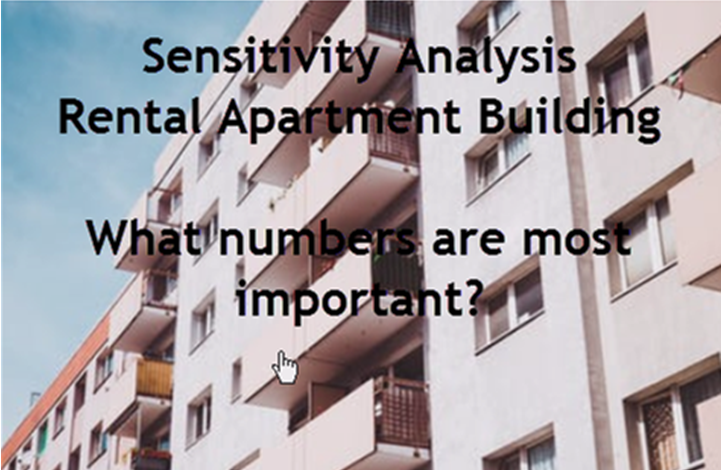 Sensitivity Analysis
Rental Apartment Building
What numbers are most
important?